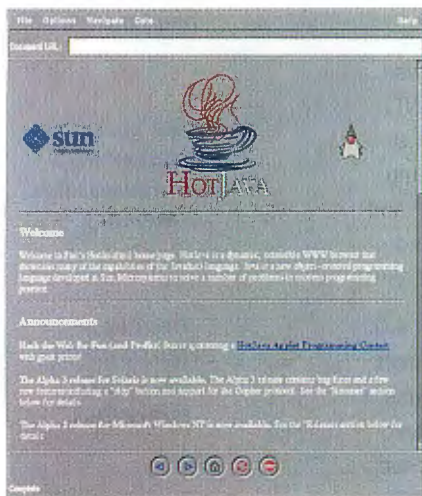 File Options Navigate Goto Help
Document URL:
Sun
HOTJAVA
Welcome
Welcome to Sun's HotJava home page. HotJava is a dynamic, extensible WWW browser that
many of the capabilities of the language. Java is a new object-oriented programming
language developed at Sun Microsystems to solve a number of problems in modern programming
practice.
Announcements
Hack the Web for Fun (and Profit)! Sun is sponsoring a HotJava Applet Programming Contest
with great prizes!
The Alpha 3 release for Solaris is now available. The Alpha 3 release contains bug fixes and a few
new features including a "stop" button and support for the Gopher protocol. See the "Releases" section
below for details.
The Alpha 3 release for Microsoft Windows NT is now available. See the "Releases" section below for
details
Complete